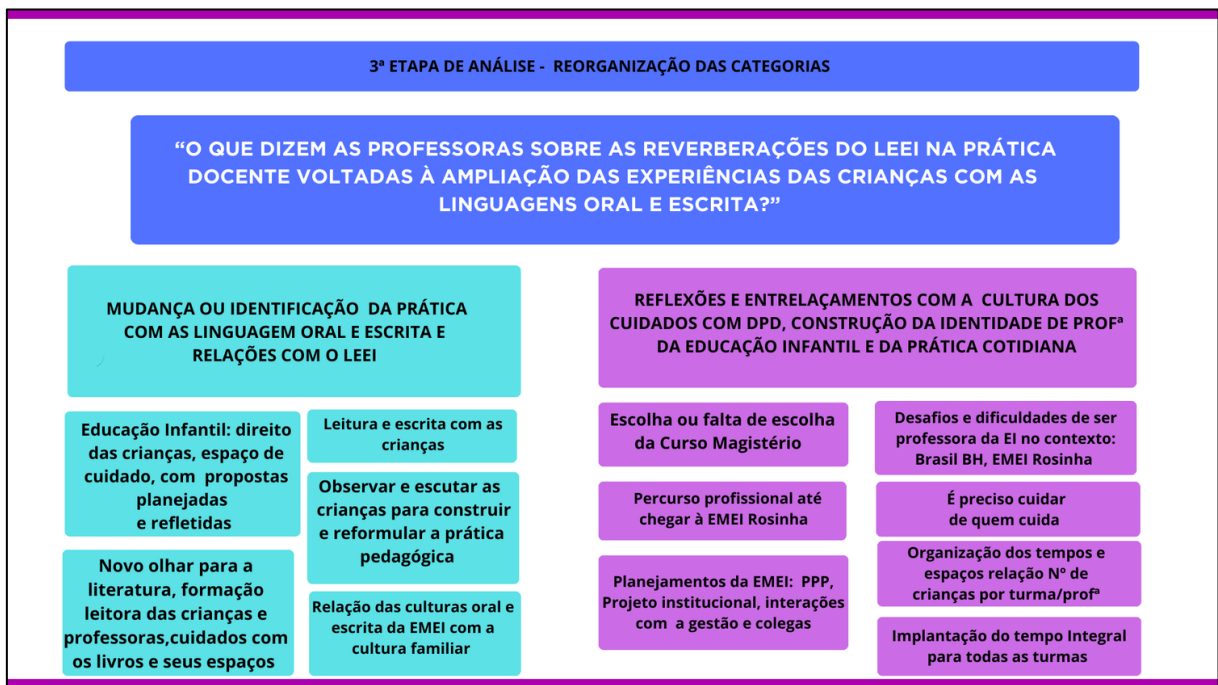 3ª ETAPA DE ANÁLISE - REORGANIZAÇÃO DAS CATEGORIAS
“O QUE DIZEM AS PROFESSORAS SOBRE AS REVERBERAÇÕES DO LEEI NA PRÁTICA
DOCENTE VOLTADAS À AMPLIAÇÃO DAS EXPERIÊNCIAS DAS CRIANÇAS COM AS
LINGUAGENS ORAL E ESCRITA?”
MUDANÇA OU IDENTIFICAÇÃO DA PRÁTICA
COM AS LINGUAGEM ORAL E ESCRITA E
RELAÇÕES COM O LEEI
Educação Infantil: direito
das crianças, espaço de
cuidado, com propostas
planejadas
e refletidas
Novo olhar para a
literatura, formação
leitora das crianças e
professoras,cuidados com
os livros e seus espaços
Leitura e escrita com as
crianças
Observar e escutar as
crianças para construir
e reformular a prática
pedagógica
Relação das culturas oral e
escrita da EMEI com a
cultura familiar
REFLEXÕES E ENTRELAÇAMENTOS COM A CULTURA DOS
CUIDADOS COM DPD, CONSTRUÇÃO DA IDENTIDADE DE PROFª
DA EDUCAÇÃO INFANTIL E DA PRÁTICA COTIDIANA
Escolha ou falta de escolha
da Curso Magistério
Percurso profissional até
chegar à EMEI Rosinha
Planejamentos da EMEI: PPP,
Projeto institucional, interações
com a gestão e colegas
Desafios e dificuldades de ser
professora da EI no contexto:
Brasil BH, EMEI Rosinha
É preciso cuidar
de quem cuida
Organização dos tempos e
espaços relação Nº de
crianças por turma/profª
Implantação do tempo Integral
para todas as turmas